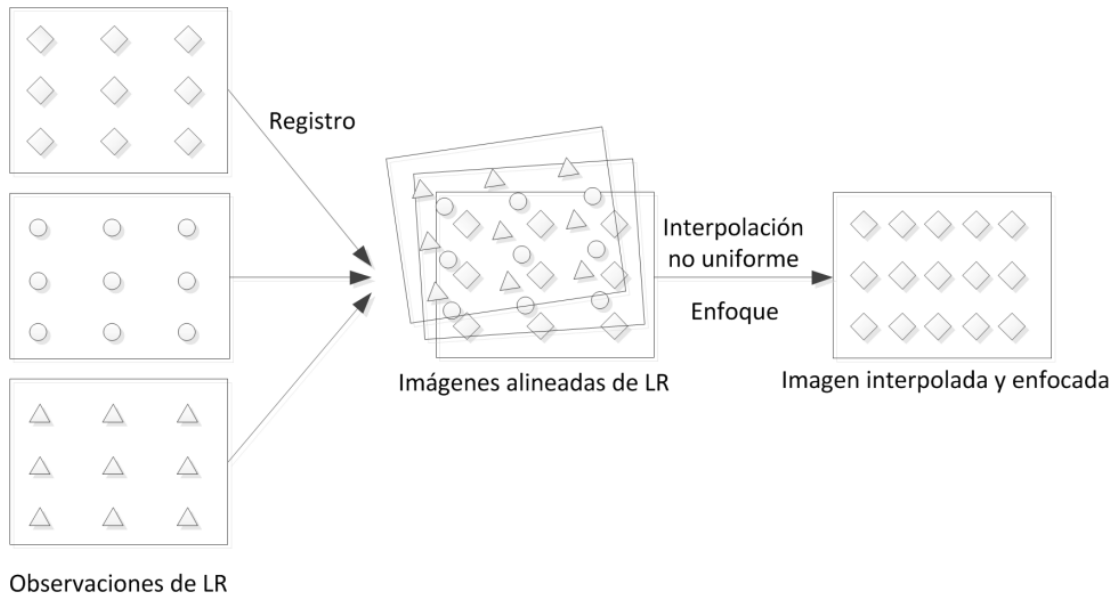 Registro
Interpolación
no uniforme
Enfoque
Imágenes alineadas de LR
Imagen interpolada y enfocada
Observaciones de LR